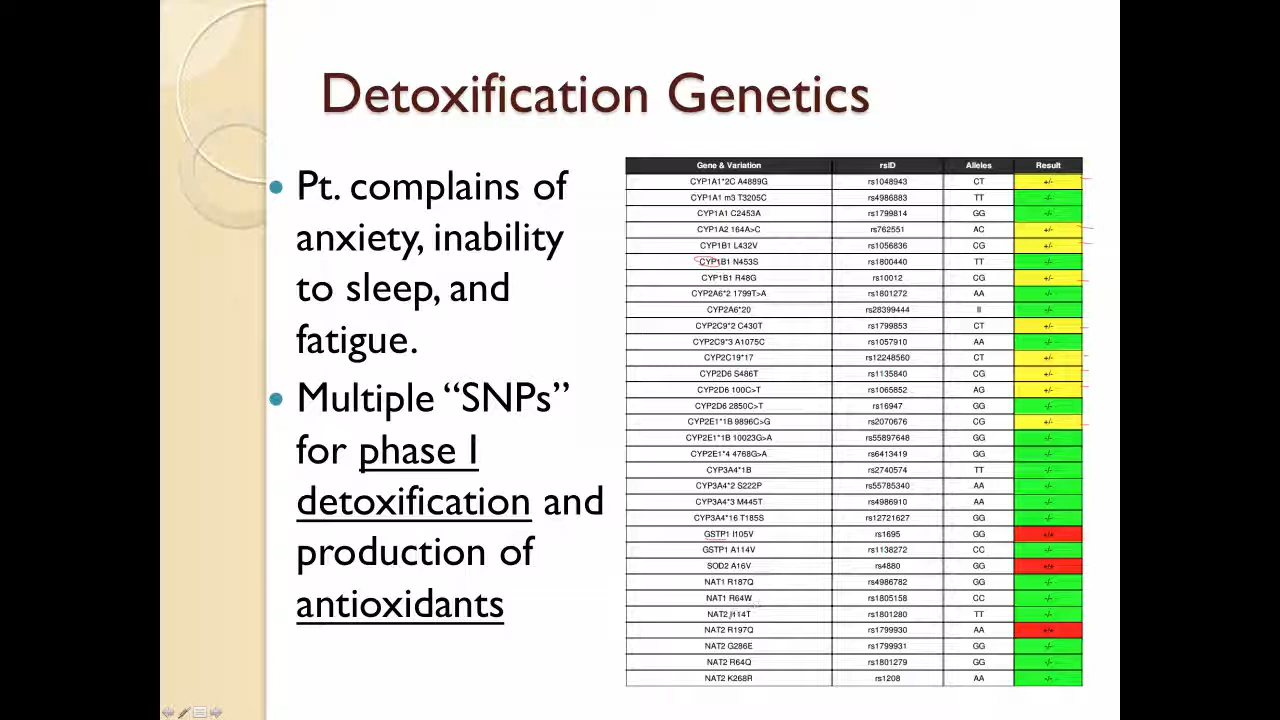 Detoxification Genetics
Pt. complains of
anxiety, inability
to sleep, and
fatigue.
Multiple “SNPs”
for phase I
detoxification and
production of
antioxidants
Gene & Variation rsID Alleles Result
CYP1A1*2C A4889G rs1048943 CT +/-
CYP1A1 m3 T3205C rs4986883 TT -/-
CYP1A1 C2453A rs1799814 GG -/-
CYP1A2 164A>C rs762551 AC +/-
CYP1B1 L432V rs1056836 CG +/-
CYP1B1 N453S rs1800440 TT -/-
CYP1B1 R48G rs10012 CG +/-
CYP2A6*2 1799T>A rs1801272 AA -/-
CYP2A6*20 rs28399444 II -/-
CYP2C9*2 C430T rs1799853 CT +/-
CYP2C9*3 A1075C rs1057910 AA -/-
CYP2C19*17 rs12248560 CT +/-
CYP2D6 S486T rs1135840 CG +/-
CYP2D6 100C>T rs1065852 AG +/-
CYP2D6 2850C>T rs16947 GG -/-
CYP2E1*1B 9896C>G rs2070676 CG +/-
CYP2E1*1B 10023G>A rs55897648 GG -/-
CYP2E1*4 4768G>A rs6413419 GG -/-
CYP3A4*1B rs2740574 TT -/-
CYP3A4*2 S222P rs55785340 AA -/-
CYP3A4*3 M445T rs4986910 AA -/-
CYP3A4*16 T185S rs12721627 GG -/-
GSTP1 I105V rs1695 GG +/+
GSTP1 A114V rs1138272 CC -/-
SOD2 A16V rs4880 GG +/+
NAT1 R187Q rs4986782 GG -/-
NAT1 R64W rs1805158 CC -/-
NAT2 I114T rs1801280 TT -/-
NAT2 R197Q rs1799930 AA +/+
NAT2 G286E rs1799931 GG -/-
NAT2 R64Q rs1801279 GG -/-
NAT2 K268R rs1208 AA -/-